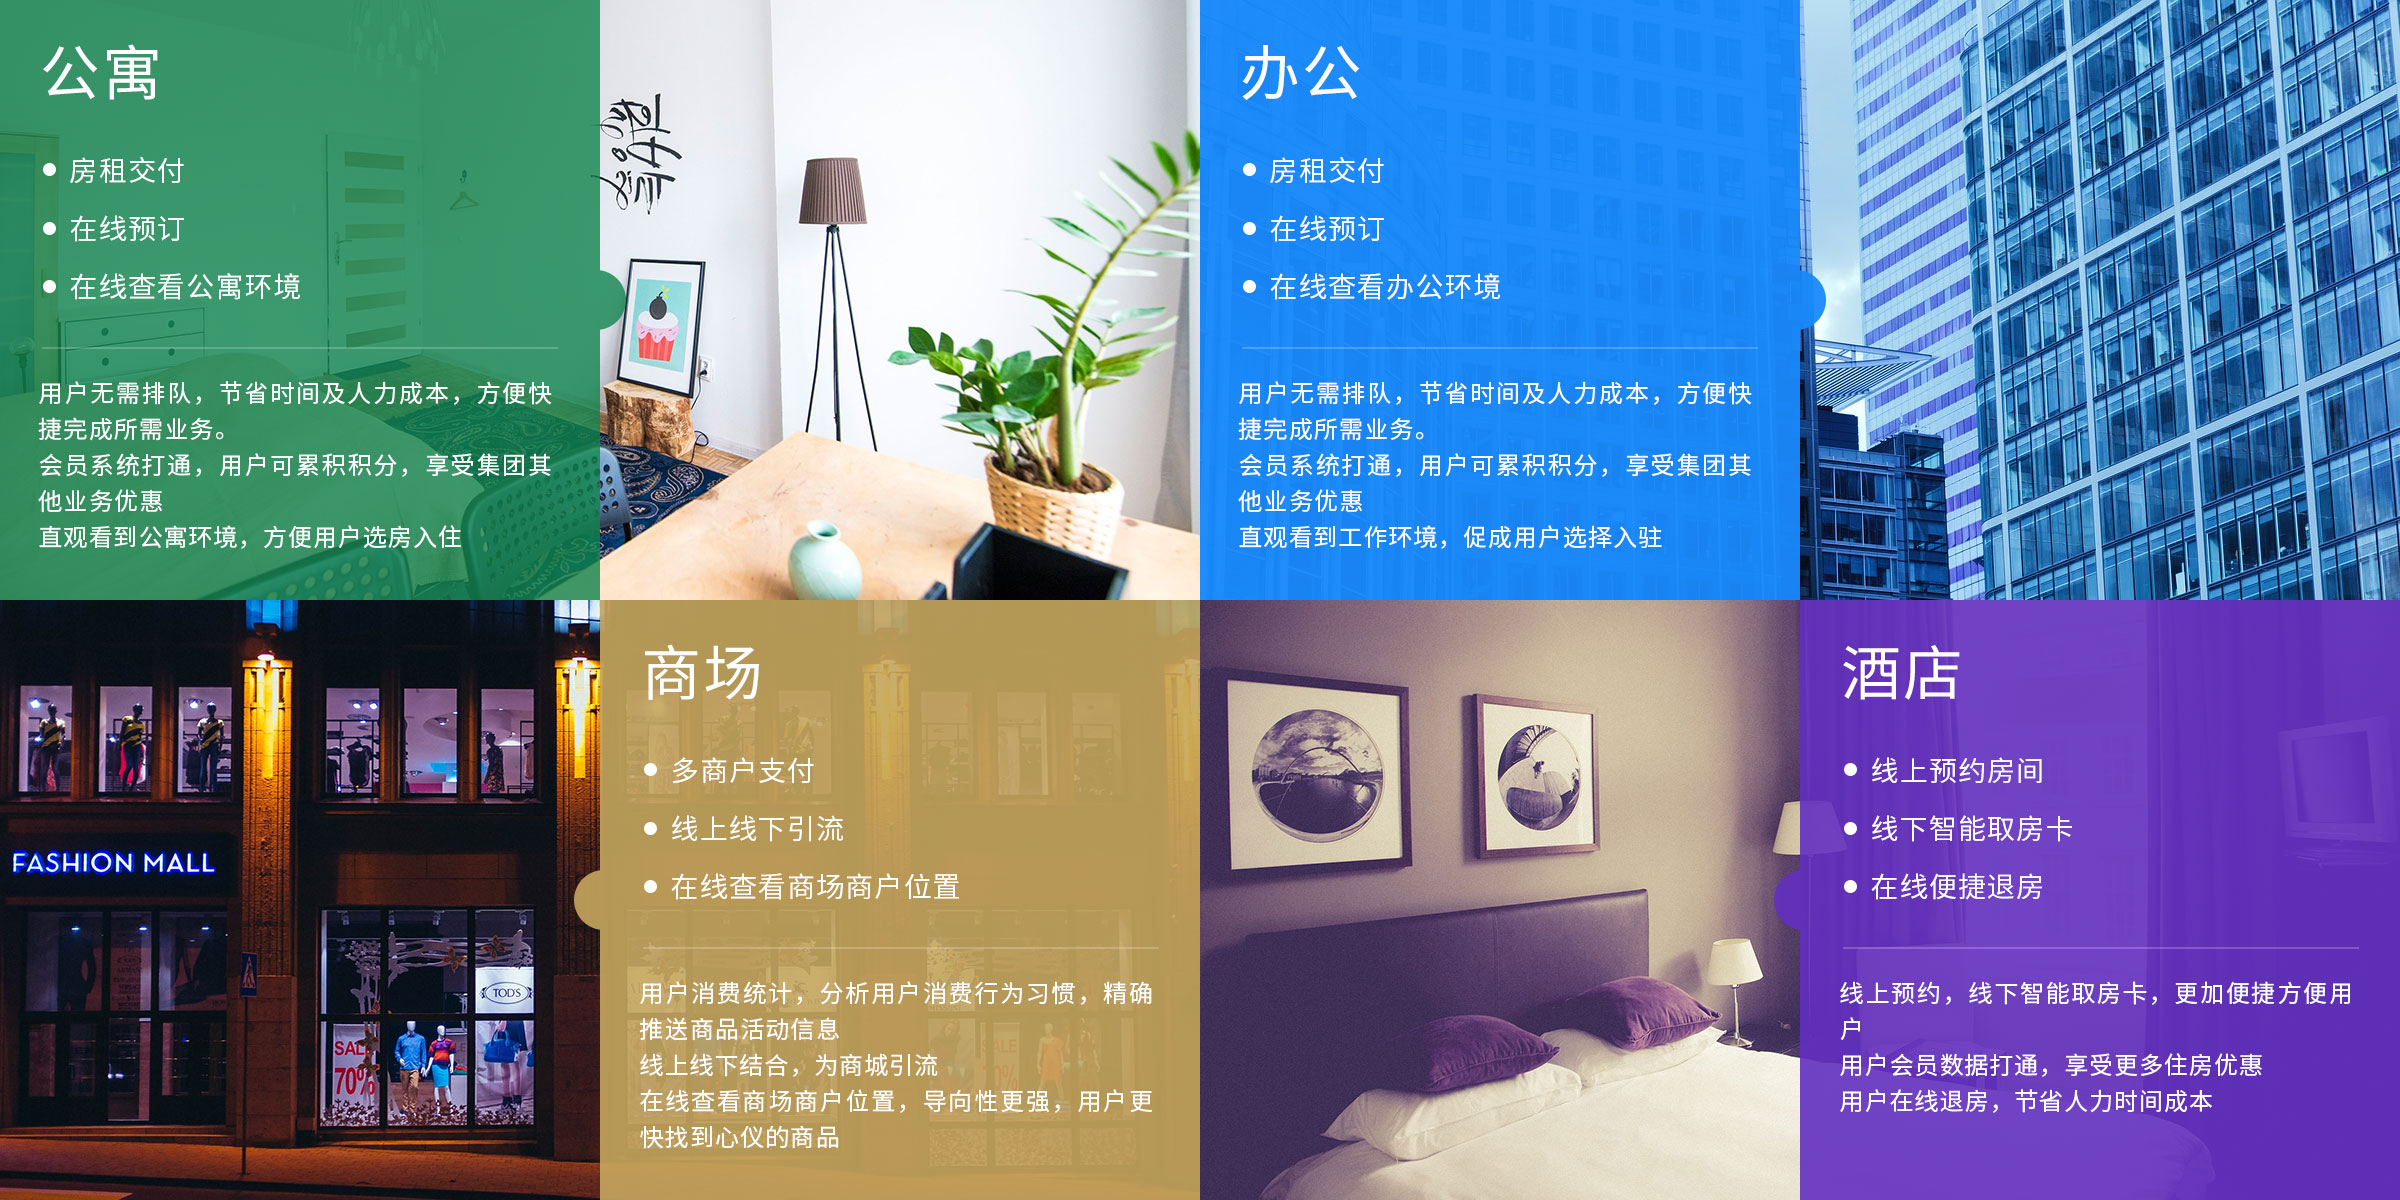 公寓
房租交付
在线预订
在线查看公寓环境
用户无需排队，节省时间及人力成本，方便快
捷完成所需业务。
会员系统打通，用户可累积积分，享受集团其
他业务优惠
直观看到公寓环境，方便用户选房入住
办公
房租交付
在线预订
在线查看办公环境
用户无需排队，节省时间及人力成本，方便快
捷完成所需业务。
会员系统打通，用户可累积积分，享受集团其
他业务优惠
直观看到工作环境，促成用户选择入驻
FASHION MALL
TOD'S
SALE
70%
商场
多商户支付
线上线下引流
在线查看商场商户位置
用户消费统计，分析用户消费行为习惯，精确
推送商品活动信息
线上线下结合，为商城引流
在线查看商场商户位置，导向性更强，用户更
快找到心仪的商品
酒店
线上预约房间
线下智能取房卡
在线便捷退房
线上预约，线下智能取房卡，更加便捷方便用
户
用户会员数据打通，享受更多住房优惠
用户在线退房，节省人力时间成本